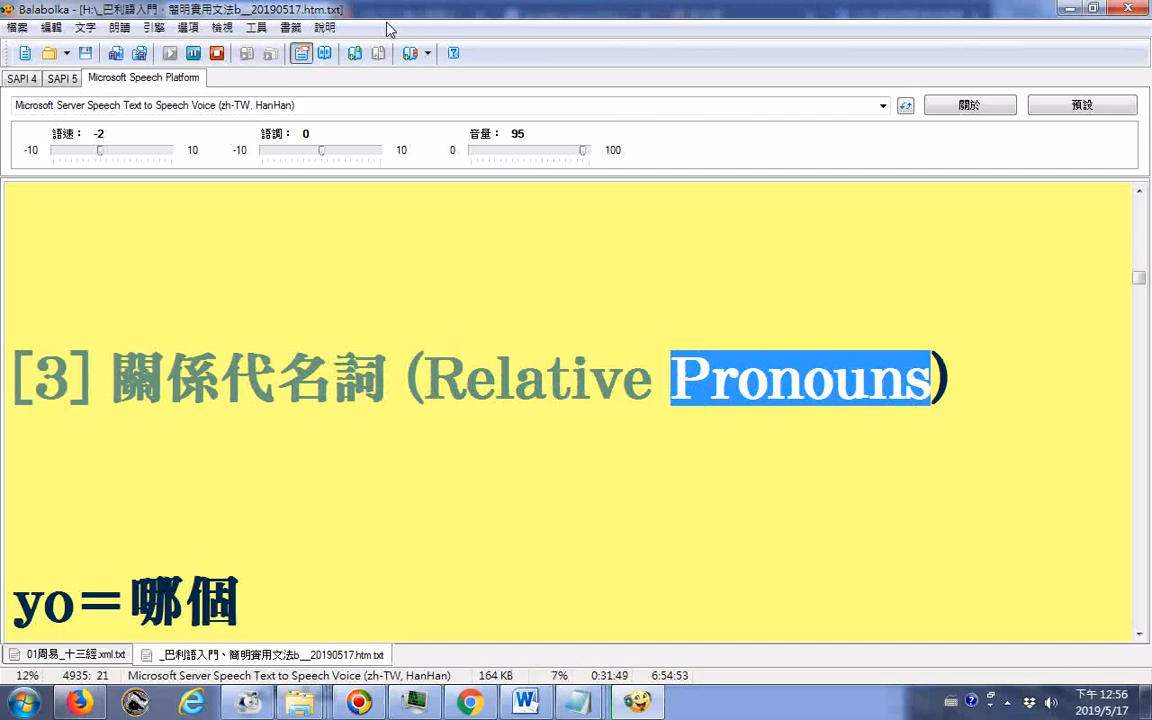 Balabolka - [H:\_巴利語入門、簡明實用文法b__20190517.htm.txt]
檔案 編輯 文字 朗讀 引擎 選項 檢視 工具 書籤 說明
SAPI 4 SAPI 5 Microsoft Speech Platform
Microsoft Server Speech Text to Speech Voice (zh-TW, HanHan) 關於 預設
語速： -2 語調： 0 音量： 95
-10 10 -10 10 0 100
[3] 關係代名詞 (Relative Pronouns)
yo＝哪個
01周易_十三經.xml.txt _巴利語入門、簡明實用文法b__20190517.htm.txt
12% 4935: 21 Microsoft Server Speech Text to Speech Voice (zh-TW, HanHan) 164 KB 7% 0:31:49 6:54:53
下午 12:56
2019/5/17